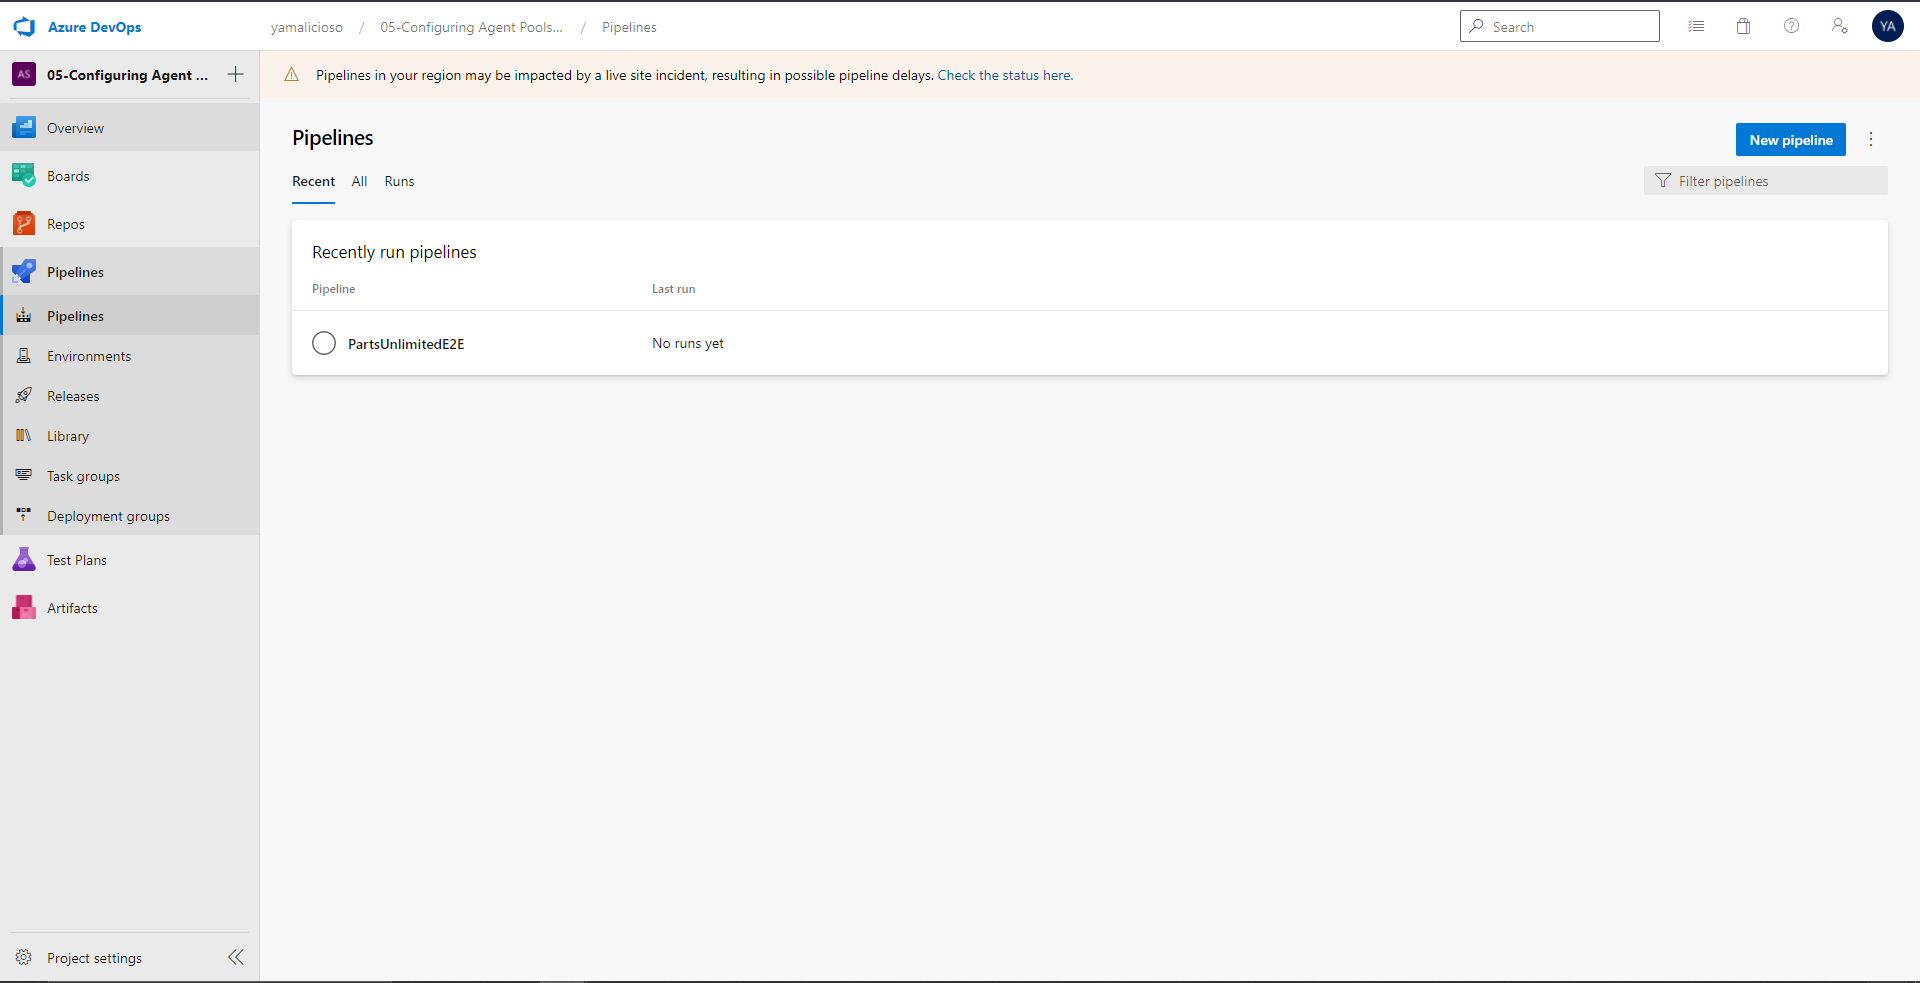 Azure DevOps
yamalicioso / 05-Configuring Agent Pools... / Pipelines
Search
YA
AS 05-Configuring Agent ...
Pipelines in your region may be impacted by a live site incident, resulting in possible pipeline delays. Check the status here.
Overview
Boards
Repos
Pipelines
Pipelines
Environments
Releases
Library
Task groups
Deployment groups
Test Plans
Artifacts
Project settings
Pipelines
New pipeline
Recent All Runs
Filter pipelines
Recently run pipelines
Pipeline Last run
PartsUnlimitedE2E No runs yet